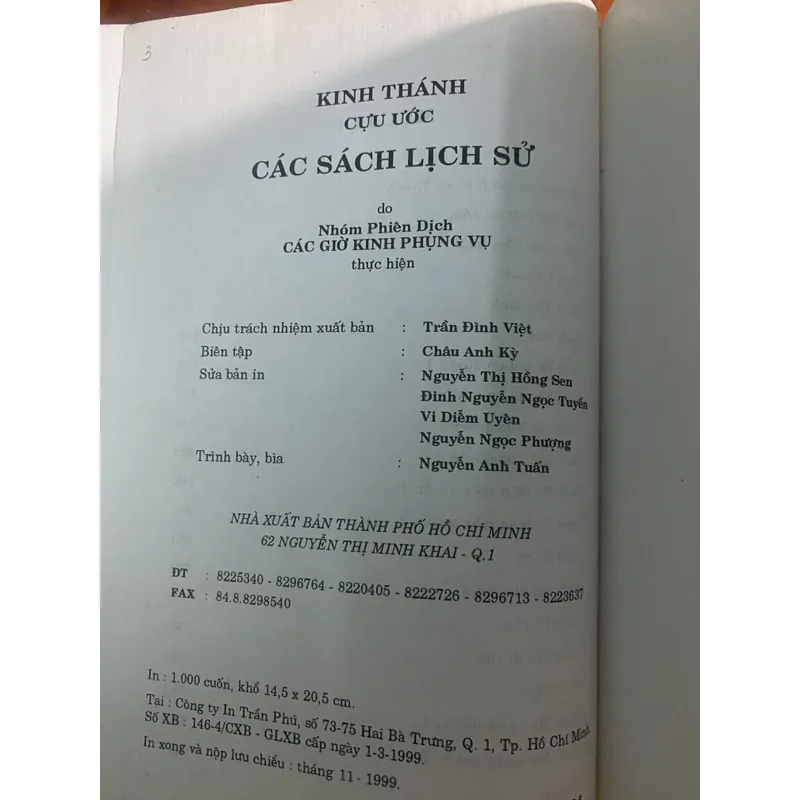 3
KINH THÁNH
CỰU ƯỚC
CÁC SÁCH LỊCH SỬ
do
Nhóm Phiên Dịch
CÁC GIỜ KINH PHỤNG VỤ
thực hiện
Chịu trách nhiệm xuất bản : Trần Đình Việt
Biên tập : Châu Anh Kỳ
Sửa bản in : Nguyễn Thị Hồng Sen
Đinh Nguyễn Ngọc Tuyền
Vi Diễm Uyên
Nguyễn Ngọc Phượng
Trình bày, bìa : Nguyễn Anh Tuấn
NHÀ XUẤT BẢN THÀNH PHỐ HỒ CHÍ MINH
62 NGUYỄN THỊ MINH KHAI - Q.1
ĐT : 8225340 - 8296764 - 8220405 - 8222726 - 8296713 - 8223637
FAX : 84.8.8298540
In : 1.000 cuốn, khổ 14,5 x 20,5 cm.
Tại : Công ty In Trần Phú, số 73-75 Hai Bà Trưng, Q. 1, Tp. Hồ Chí Minh.
Số XB : 146-4/CXB - GLXB cấp ngày 1-3-1999.
In xong và nộp lưu chiểu : tháng 11 - 1999.